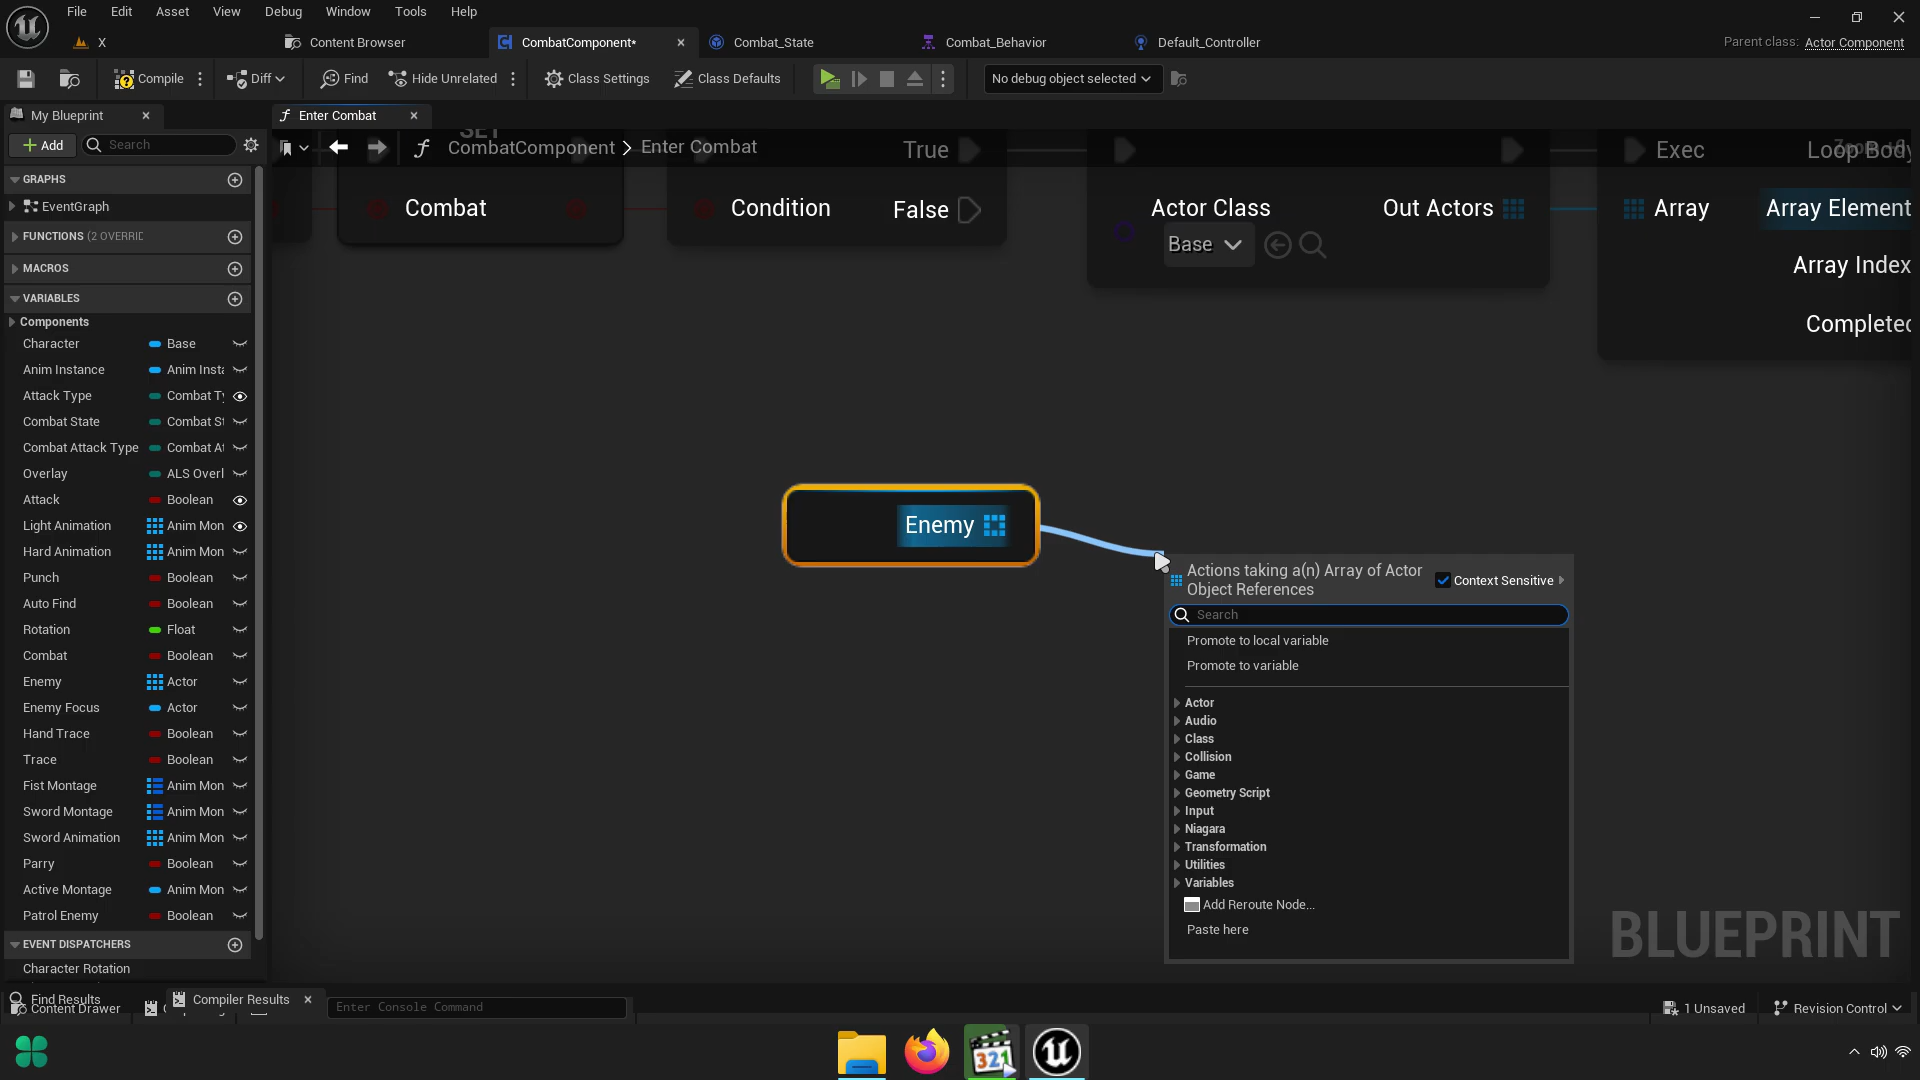 File Edit Asset View Debug Window Tools Help
X Content Browser CombatComponent* Combat_State Combat_Behavior Default_Controller Parent class: Actor Component
Compile Diff Find Hide Unrelated Class Settings Class Defaults No debug object selected
My Blueprint Enter Combat
Add Search CombatComponent > Enter Combat
SET True Exec Loop Body
GRAPHS
EventGraph
Combat Condition False Actor Class Out Actors Array Array Element
Base
Array Index
Completed
FUNCTIONS (2 OVERRID
MACROS
VARIABLES
Components
Character Base
Anim Instance Anim Insta
Attack Type Combat Ty
Combat State Combat St
Combat Attack Type Combat At
Overlay ALS Overl
Attack Boolean
Light Animation Anim Mon
Hard Animation Anim Mon
Punch Boolean
Auto Find Boolean
Rotation Float
Combat Boolean
Enemy Actor
Enemy Focus Actor
Hand Trace Boolean
Trace Boolean
Fist Montage Anim Mon
Sword Montage Anim Mon
Sword Animation Anim Mon
Parry Boolean
Active Montage Anim Mon
Patrol Enemy Boolean
EVENT DISPATCHERS
Character Rotation
Enemy
Actions taking a(n) Array of Actor
Object References
Context Sensitive
Search
Promote to local variable
Promote to variable
Actor
Audio
Class
Collision
Game
Geometry Script
Input
Niagara
Transformation
Utilities
Variables
Add Reroute Node...
Paste here
BLUEPRINT
Find Results Compiler Results
Content Drawer Enter Console Command 1 Unsaved Revision Control
321